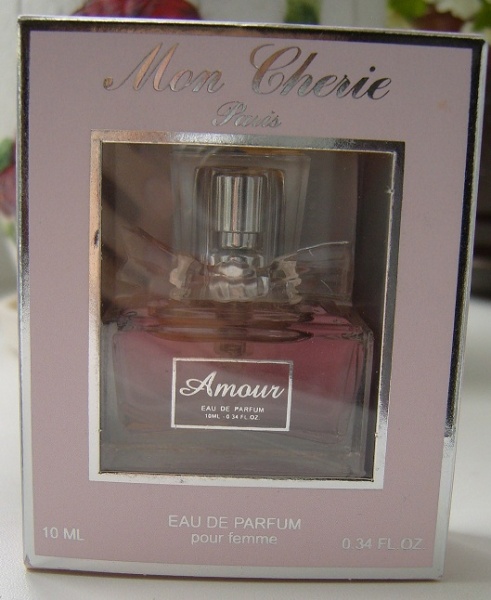 Mon Cherie
Paris
Amour
EAU DE PARFUM
10ML - 0.34 FL.OZ.
EAU DE PARFUM
pour femme
10 ML
0.34 FL.OZ